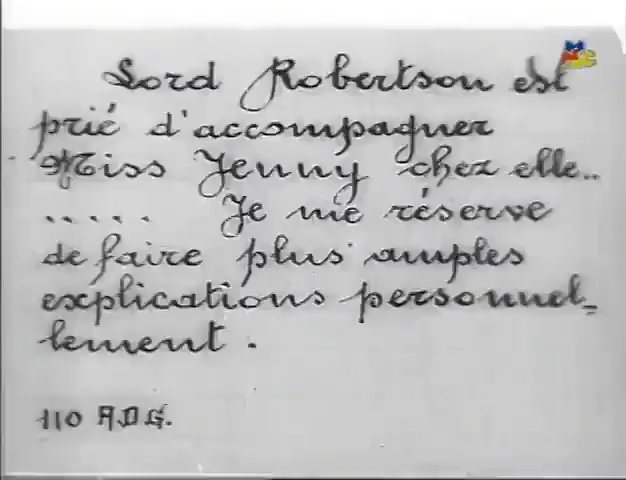 Lord Robertson est
prié d'accompagner
Miss Jenny chez elle..
..... Je me réserve
de faire plus amples
explications personnel=
lement.
110 A.D.G.